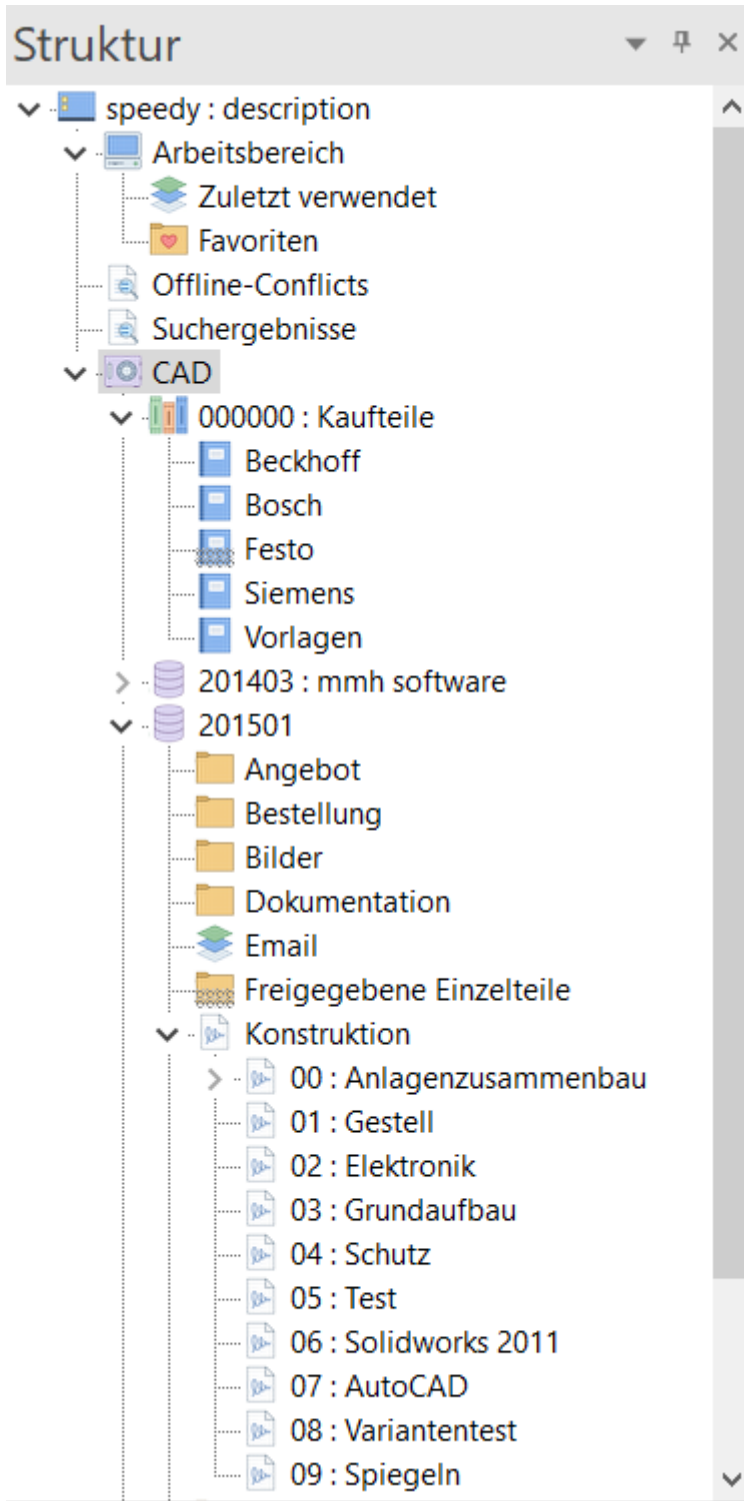 Struktur
speedy : description
Arbeitsbereich
Zuletzt verwendet
Favoriten
Offline-Conflicts
Suchergebnisse
CAD
000000 : Kaufteile
Beckhoff
Bosch
Festo
Siemens
Vorlagen
201403 : mmh software
201501
Angebot
Bestellung
Bilder
Dokumentation
Email
Freigegebene Einzelteile
Konstruktion
00 : Anlagenzusammenbau
01 : Gestell
02 : Elektronik
03 : Grundaufbau
04 : Schutz
05 : Test
06 : Solidworks 2011
07 : AutoCAD
08 : Variantentest
09 : Spiegeln